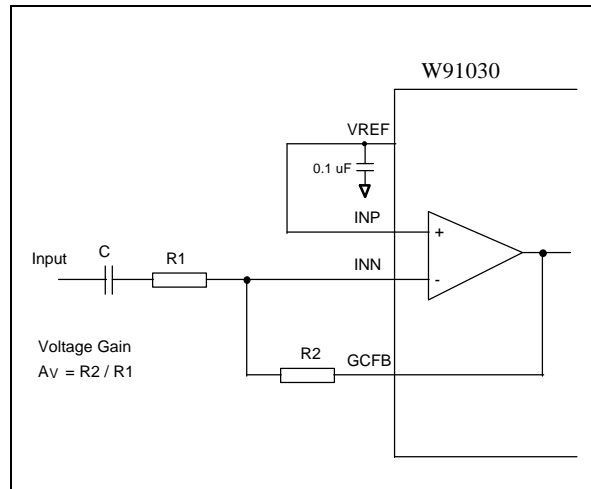 W91030
VREF
0.1 uF
INP
+
Input
C
R1
INN
-
Voltage Gain
AV = R2 / R1
R2
GCFB